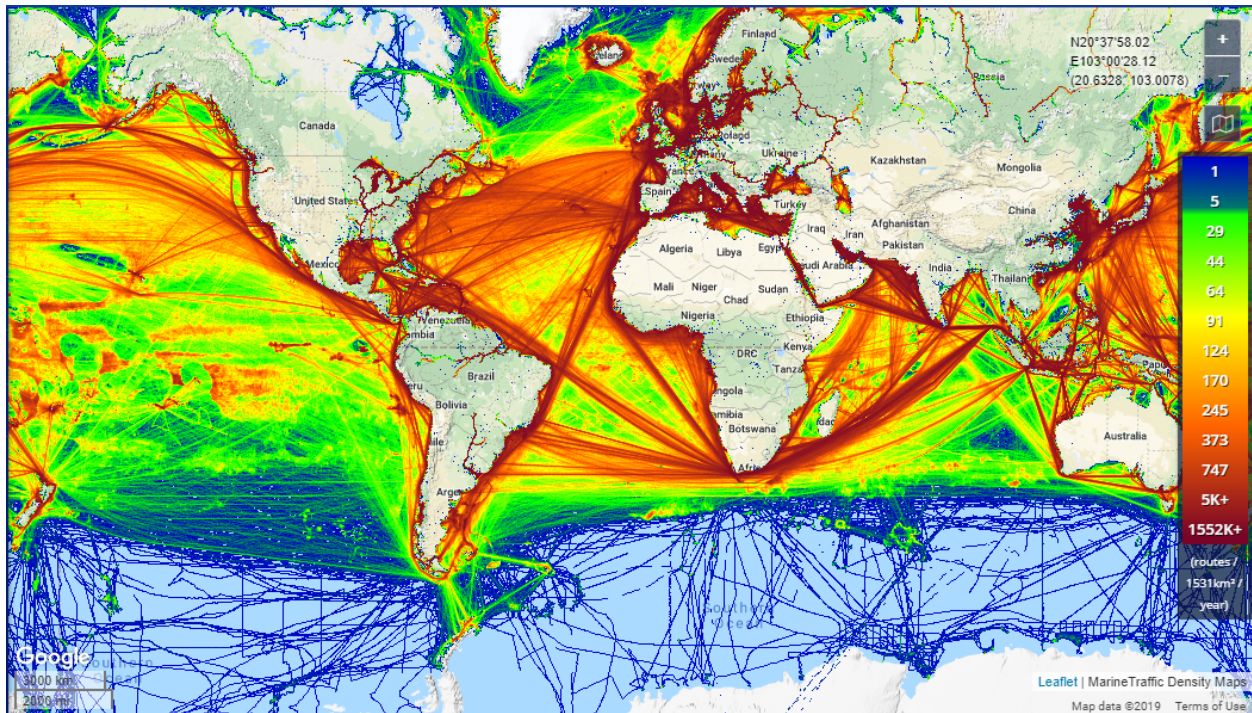 Finland
N20°37'58.02
E103°00'28.12
(20.6328, 103.0078)
+
−
Russia
Canada
Poland
Ukraine
Kazakhstan
Mongolia
Spain
Turkey
United States
China
Afghanistan
Iraq
Iran
Pakistan
Algeria
Libya
Egypt
Saudi Arabia
India
Mexico
Mali
Niger
Sudan
Thailand
Chad
Nigeria
Ethiopia
Venezuela
DRC
Kenya
Brazil
Bolivia
Botswana
Australia
1
5
29
44
64
91
124
170
245
373
747
5K+
1552K+
(routes /
1531km² /
year)
Southern
Ocean
Google
3000 km
2000 mi
Leaflet | MarineTraffic Density Maps
Map data ©2019 Terms of Use